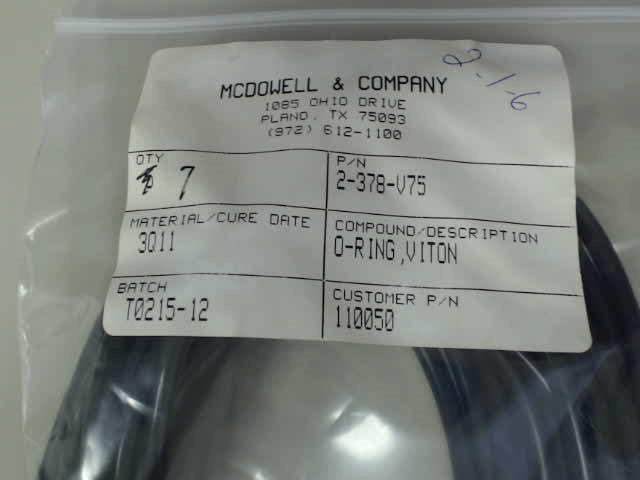 2-1-6
MCDOWELL & COMPANY
1085 OHIO DRIVE
PLANO, TX 75093
(972) 612-1100
QTY
7
P/N
2-378-V75
MATERIAL/CURE DATE
3Q11
COMPOUND/DESCRIPTION
O-RING,VITON
BATCH
T0215-12
CUSTOMER P/N
110050